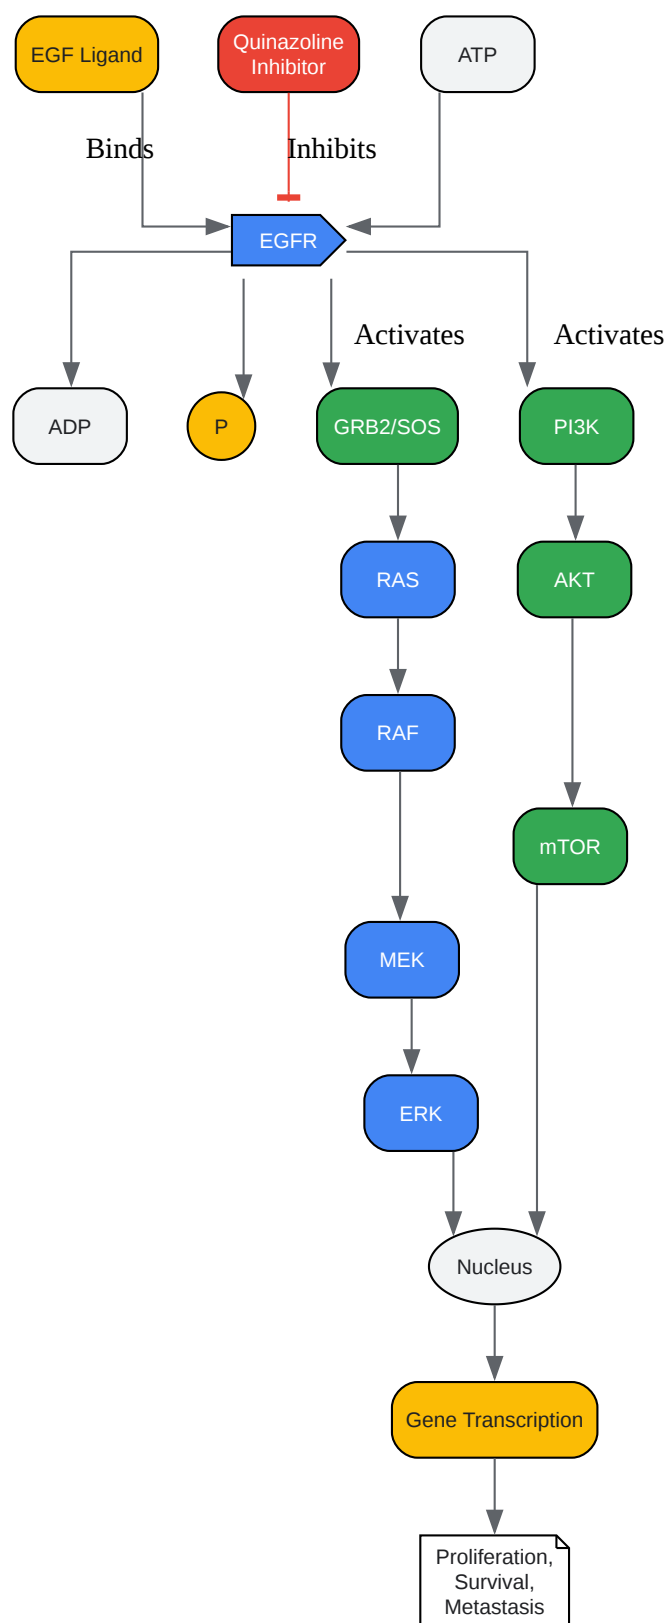 EGF Ligand
Quinazoline
Inhibitor
ATP
Binds
Inhibits
EGFR
Activates
Activates
ADP
P
GRB2/SOS
PI3K
RAS
AKT
RAF
mTOR
MEK
ERK
Nucleus
Gene Transcription
Proliferation,
Survival,
Metastasis